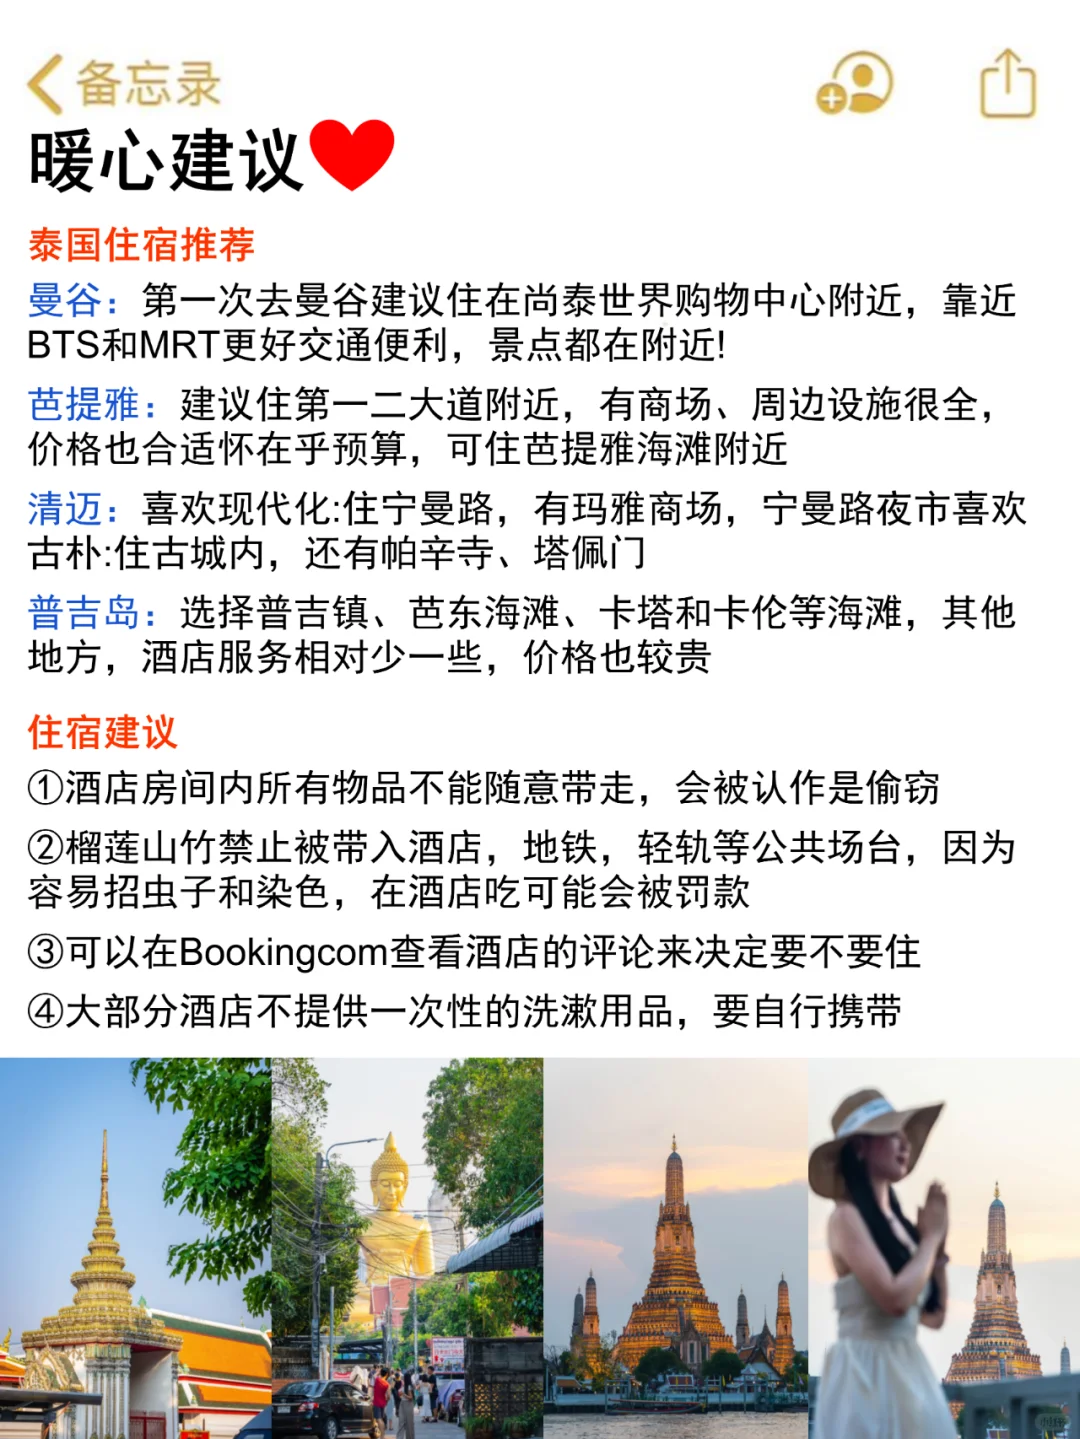 备忘录
暖心建议
泰国住宿推荐
曼谷：第一次去曼谷建议住在尚泰世界购物中心附近，靠近
BTS和MRT更好交通便利，景点都在附近!
芭提雅：建议住第一二大道附近，有商场、周边设施很全，
价格也合适怀在乎预算，可住芭提雅海滩附近
清迈：喜欢现代化:住宁曼路，有玛雅商场，宁曼路夜市喜欢
古朴:住古城内，还有帕辛寺、塔佩门
普吉岛：选择普吉镇、芭东海滩、卡塔和卡伦等海滩，其他
地方，酒店服务相对少一些，价格也较贵
住宿建议
①酒店房间内所有物品不能随意带走，会被认作是偷窃
②榴莲山竹禁止被带入酒店，地铁，轻轨等公共场台，因为
容易招虫子和染色，在酒店吃可能会被罚款
③可以在Bookingcom查看酒店的评论来决定要不要住
④大部分酒店不提供一次性的洗漱用品，要自行携带